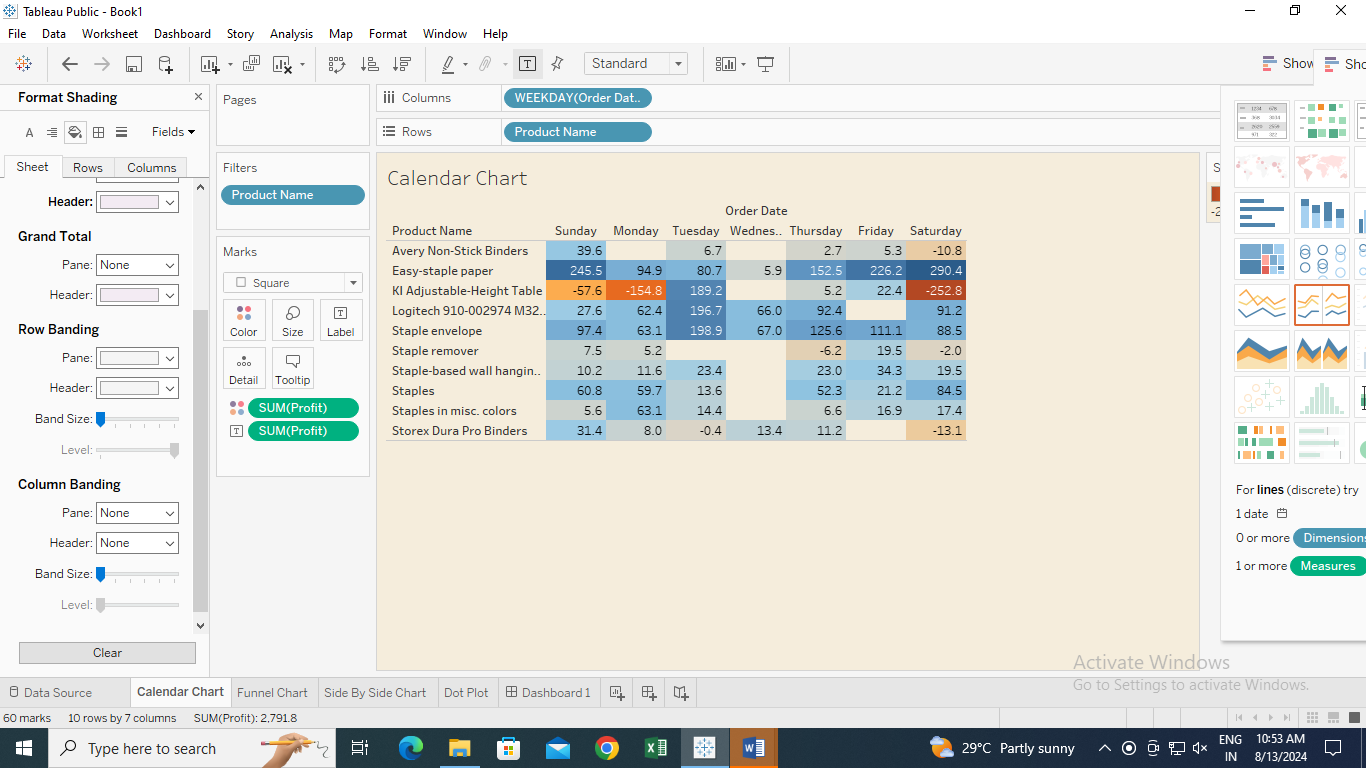 Tableau Public - Book1
File Data Worksheet Dashboard Story Analysis Map Format Window Help
Standard
Show
Sho
Format Shading
Fields
Sheet Rows Columns
Header:
Grand Total
Pane: None
Header:
Row Banding
Pane:
Header:
Band Size:
Level:
Column Banding
Pane: None
Header: None
Band Size:
Level:
Clear
Pages
Filters
Product Name
Marks
Square
Color Size Label
Detail Tooltip
SUM(Profit)
SUM(Profit)
Columns WEEKDAY(Order Dat..
Rows Product Name
Calendar Chart
Order Date
Product Name Sunday Monday Tuesday Wednes.. Thursday Friday Saturday
Avery Non-Stick Binders 39.6 6.7 2.7 5.3 -10.8
Easy-staple paper 245.5 94.9 80.7 5.9 152.5 226.2 290.4
KI Adjustable-Height Table -57.6 -154.8 189.2 5.2 22.4 -252.8
Logitech 910-002974 M32.. 27.6 62.4 196.7 66.0 92.4 91.2
Staple envelope 97.4 63.1 198.9 67.0 125.6 111.1 88.5
Staple remover 7.5 5.2 -6.2 19.5 -2.0
Staple-based wall hangin.. 10.2 11.6 23.4 23.0 34.3 19.5
Staples 60.8 59.7 13.6 52.3 21.2 84.5
Staples in misc. colors 5.6 63.1 14.4 6.6 16.9 17.4
Storex Dura Pro Binders 31.4 8.0 -0.4 13.4 11.2 -13.1
S
-2
For lines (discrete) try
1 date
0 or more Dimensions
1 or more Measures
Activate Windows
Go to Settings to activate Windows.
Data Source Calendar Chart Funnel Chart Side By Side Chart Dot Plot Dashboard 1
60 marks 10 rows by 7 columns SUM(Profit): 2,791.8
Type here to search
29°C Partly sunny
ENG
IN
10:53 AM
8/13/2024